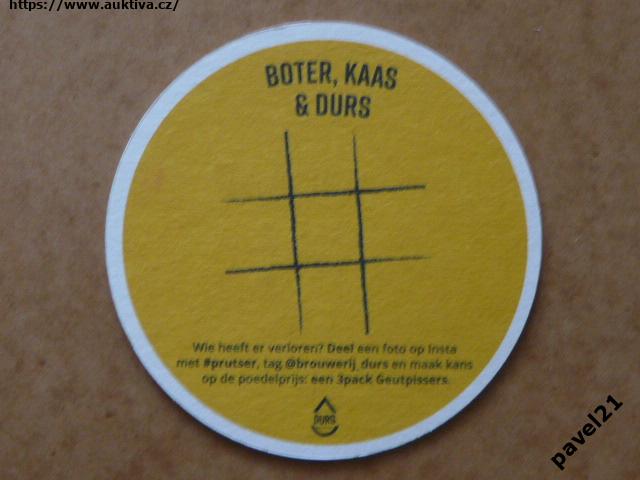 https://www.auktiva.cz/
BOTER, KAAS
& DURS
Wie heeft er verloren? Deel een foto op Insta
met #prutser, tag @brouwerij_durs en maak kans
op de poedelprijs: een 3pack Geutpissers.
DURS
pavel21